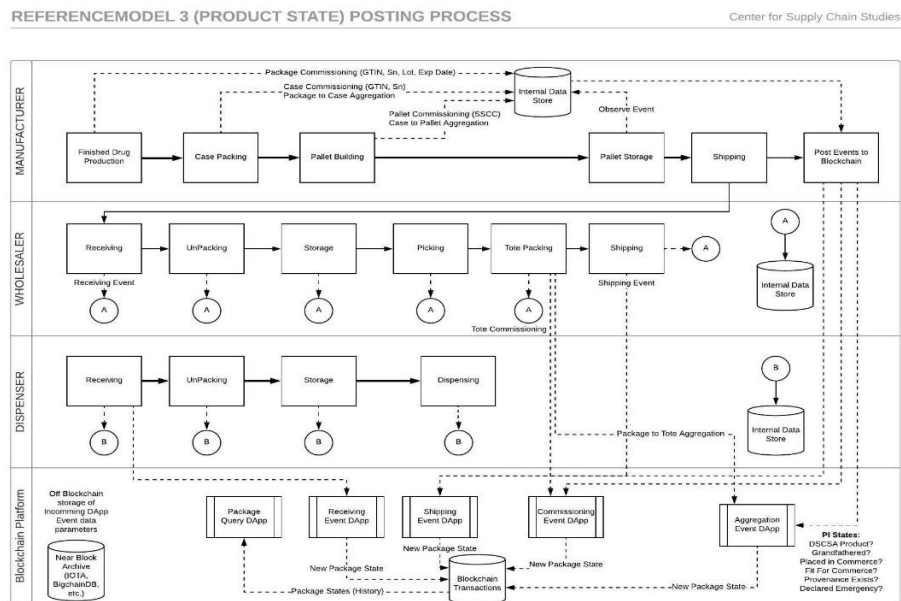 REFERENCEMODEL 3 (PRODUCT STATE) POSTING PROCESS
Center for Supply Chain Studies
MANUFACTURER
Package Commissioning (GTIN, Sn, Lot, Exp Date)
Case Commissioning (GTIN, Sn)
Package to Case Aggregation
Pallet Commissioning (SSCC)
Case to Pallet Aggregation
Internal Data
Store
Observe Event
Finished Drug
Production
Case Packing
Pallet Building
Pallet Storage
Shipping
Post Events to
Blockchain
WHOLESALER
Receiving
UnPacking
Storage
Picking
Tote Packing
Shipping
A
A
Receiving Event
Shipping Event
A
A
A
A
A
Tote Commissioning
Internal Data
Store
DISPENSER
Receiving
UnPacking
Storage
Dispensing
B
B
B
B
B
Internal Data
Store
Package to Tote Aggregation
Blockchain Platform
Off Blockchain
storage of
Incomming DApp
Event data
parameters
Near Block
Archive
(IOTA,
BigchainDB,
etc.)
Package
Query DApp
Receiving
Event DApp
Shipping
Event DApp
Commissioning
Event DApp
Aggregation
Event DApp
New Package State
New Package State
New Package State
New Package State
Package States (History)
Blockchain
Transactions
PI States:
DSCSA Product?
Grandfathered?
Placed in Commerce?
Fit For Commerce?
Provenance Exists?
Declared Emergency?